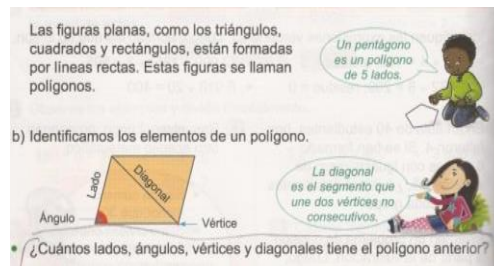 Las figuras planas, como los triángulos,
cuadrados y rectángulos, están formadas
por líneas rectas. Estas figuras se llaman
polígonos.
Un pentágono
es un polígono
de 5 lados.
b) Identificamos los elementos de un polígono.
Lado
Diagonal
Ángulo
Vértice
La diagonal
es el segmento que
une dos vértices no
consecutivos.
• ¿Cuántos lados, ángulos, vértices y diagonales tiene el polígono anterior?